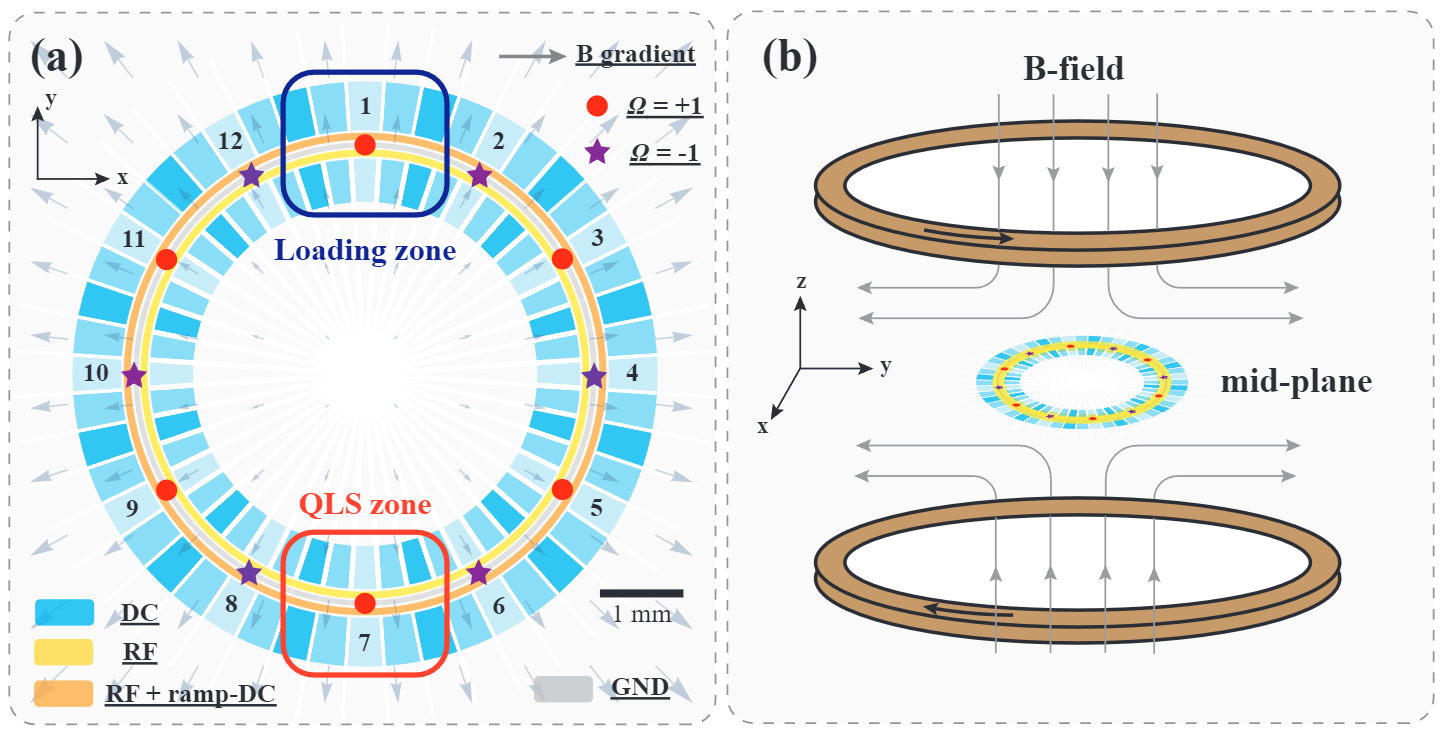 (a)
B gradient
Ω = +1
Ω = -1
y
x
1
2
3
4
5
6
7
8
9
10
11
12
Loading zone
QLS zone
1 mm
DC
RF
RF + ramp-DC
GND
(b)
B-field
z
y
x
mid-plane